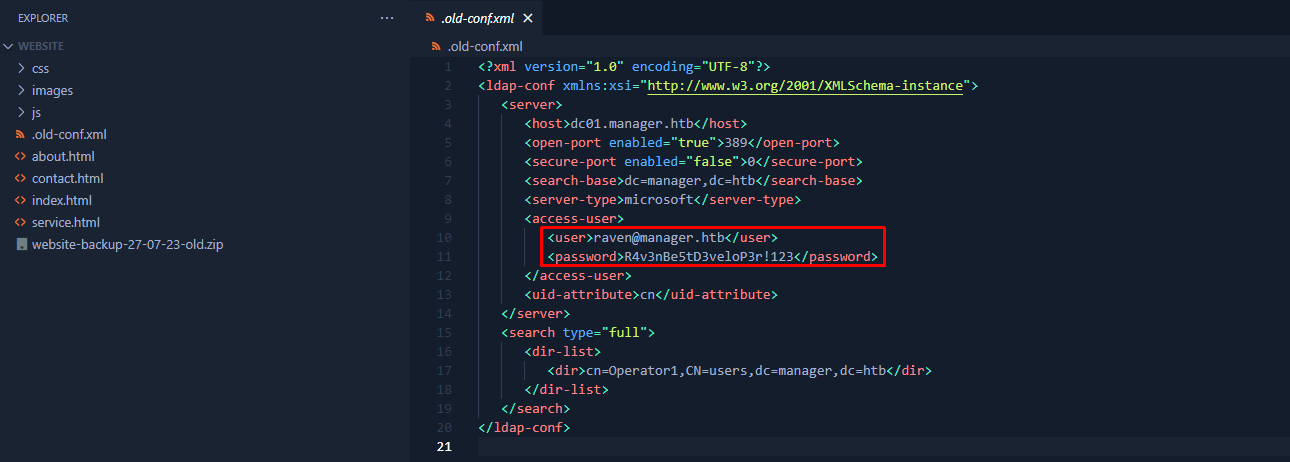 EXPLORER
···
WEBSITE
css
images
js
.old-conf.xml
about.html
contact.html
index.html
service.html
website-backup-27-07-23-old.zip
.old-conf.xml
.old-conf.xml
1 <?xml version="1.0" encoding="UTF-8"?>
2 <ldap-conf xmlns:xsi="http://www.w3.org/2001/XMLSchema-instance">
3 <server>
4 <host>dc01.manager.htb</host>
5 <open-port enabled="true">389</open-port>
6 <secure-port enabled="false">0</secure-port>
7 <search-base>dc=manager,dc=htb</search-base>
8 <server-type>microsoft</server-type>
9 <access-user>
10 <user>raven@manager.htb</user>
11 <password>R4v3nBe5tD3veloP3r!123</password>
12 </access-user>
13 <uid-attribute>cn</uid-attribute>
14 </server>
15 <search type="full">
16 <dir-list>
17 <dir>cn=Operator1,CN=users,dc=manager,dc=htb</dir>
18 </dir-list>
19 </search>
20 </ldap-conf>
21